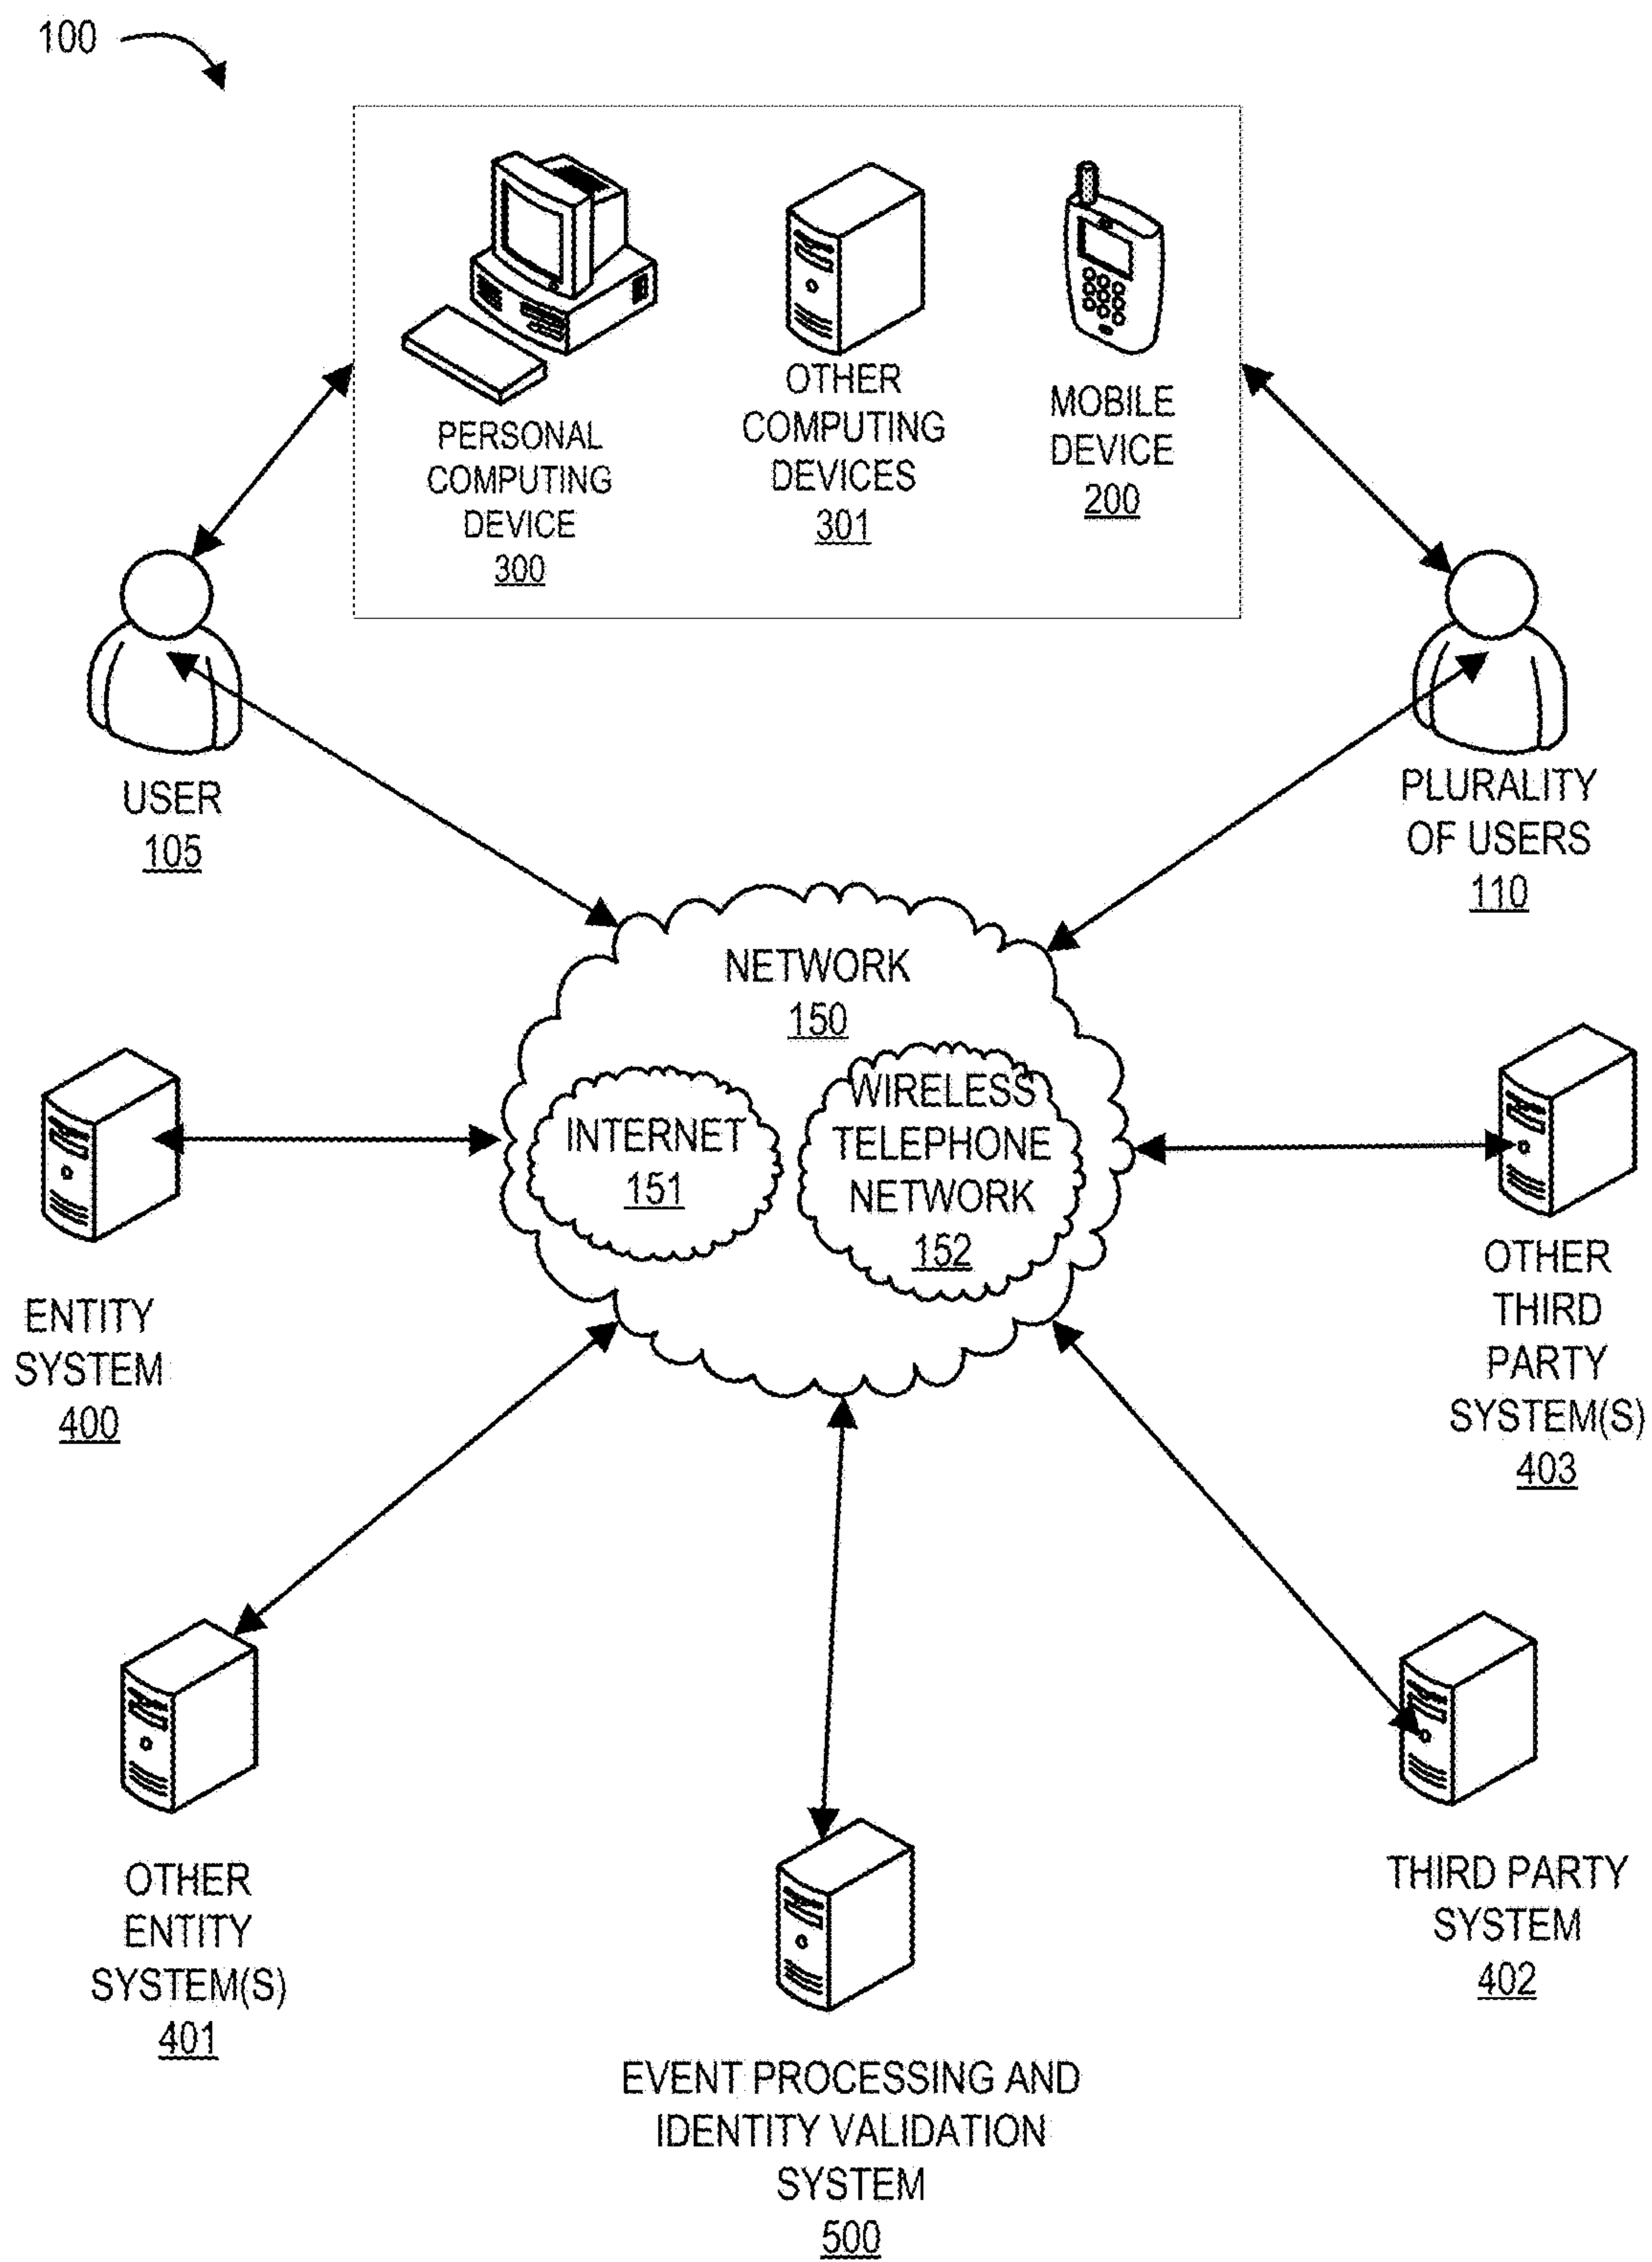 100
PERSONAL
COMPUTING
DEVICE
300
OTHER
COMPUTING
DEVICES
301
MOBILE
DEVICE
200
USER
105
PLURALITY
OF USERS
110
NETWORK
150
INTERNET
151
WIRELESS
TELEPHONE
NETWORK
152
ENTITY
SYSTEM
400
OTHER
THIRD
PARTY
SYSTEM(S)
403
OTHER
ENTITY
SYSTEM(S)
401
THIRD PARTY
SYSTEM
402
EVENT PROCESSING AND
IDENTITY VALIDATION
SYSTEM
500